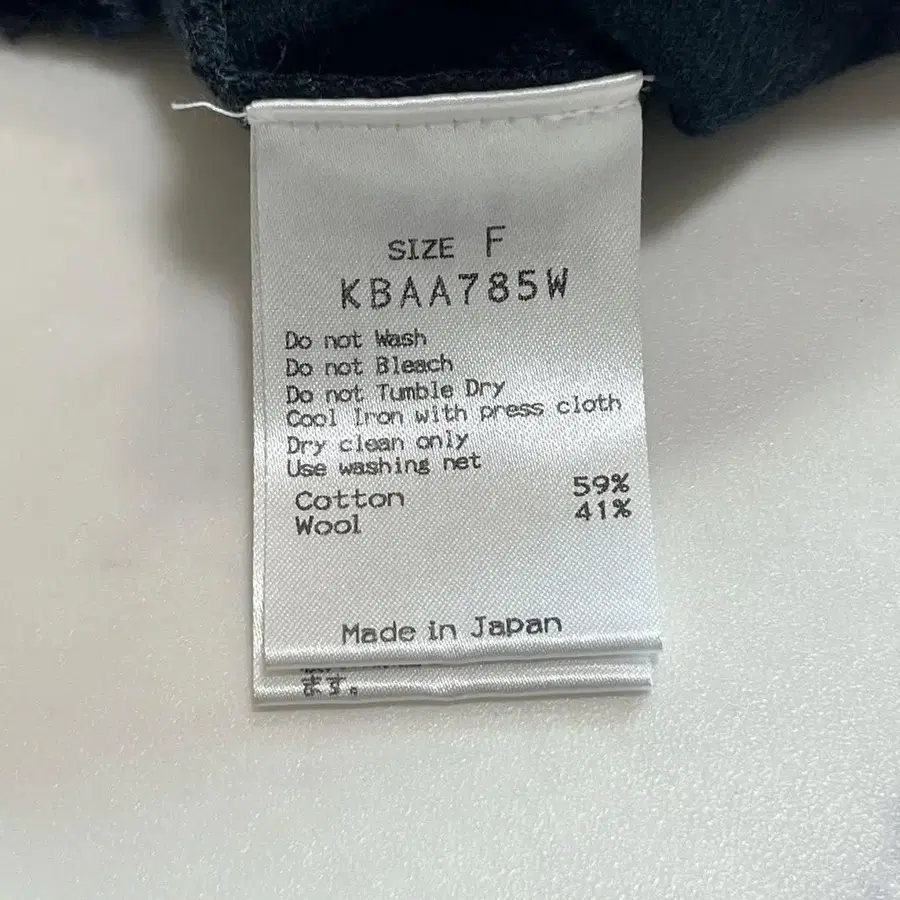 SIZE F
KBAA785W
Do not Wash
Do not Bleach
Do not Tumble Dry
Cool Iron with press cloth
Dry clean only
Use washing net
Cotton 59%
Wool 41%
Made in Japan
ます。